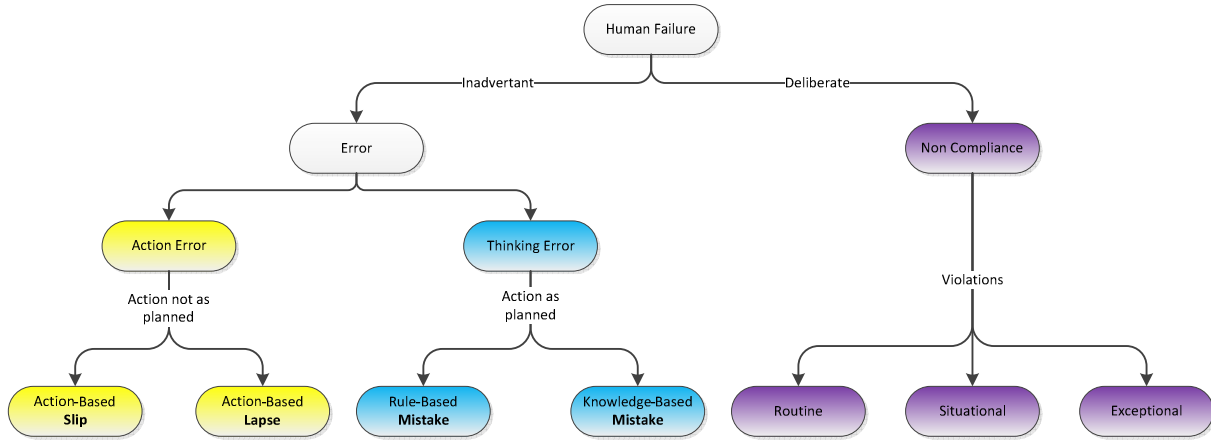 Human Failure
Inadvertant
Deliberate
Error
Non Compliance
Action Error
Thinking Error
Action not as
planned
Action as
planned
Violations
Action-Based
Slip
Action-Based
Lapse
Rule-Based
Mistake
Knowledge-Based
Mistake
Routine
Situational
Exceptional